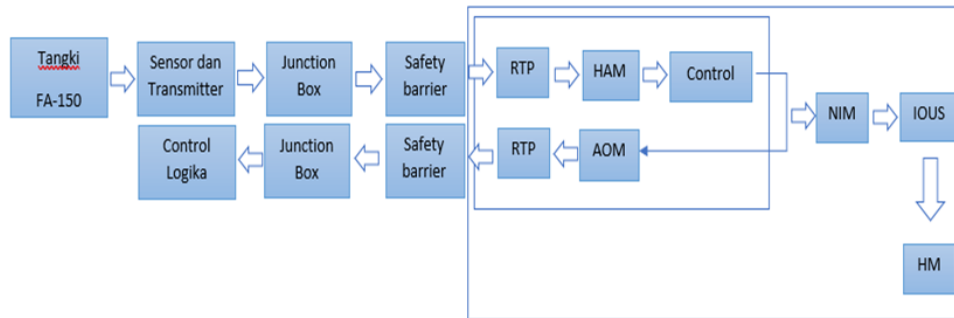 Tangki
FA-150
Sensor dan
Transmitter
Junction
Box
Safety
barrier
RTP
HAM
Control
NIM
IOUS
Control
Logika
Junction
Box
Safety
barrier
RTP
AOM
HM